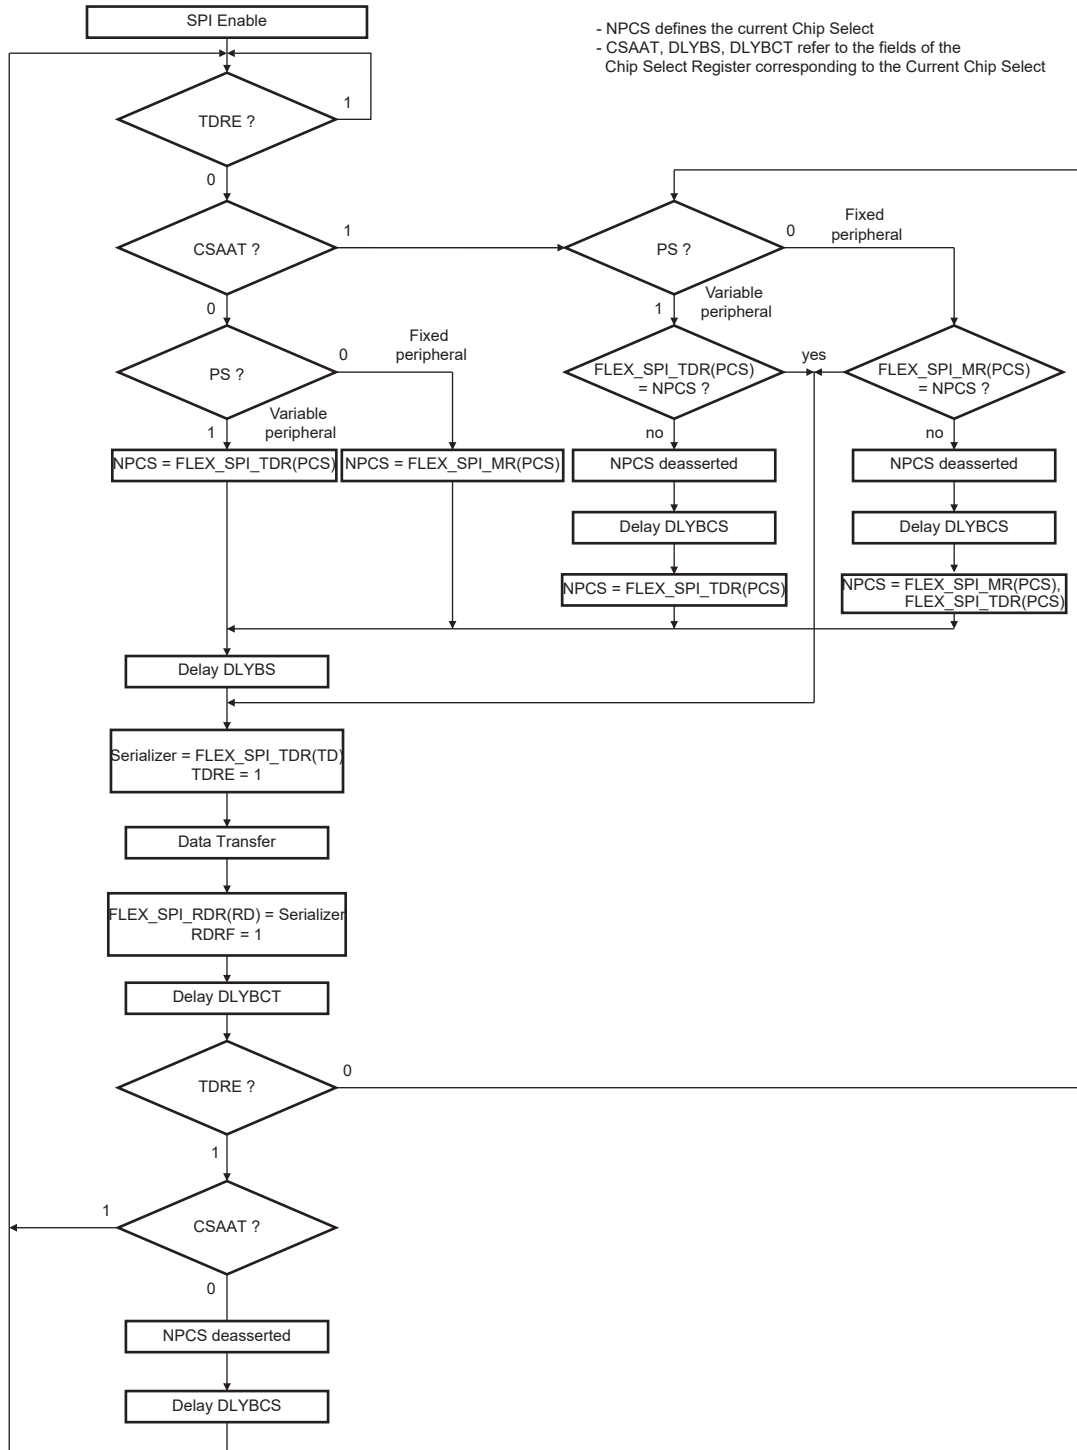 SPI Enable
- NPCS defines the current Chip Select
- CSAAT, DLYBS, DLYBCT refer to the fields of the
Chip Select Register corresponding to the Current Chip Select
TDRE ?
1
0
CSAAT ?
1
0
PS ?
0
Fixed
peripheral
1
Variable
peripheral
NPCS = FLEX_SPI_TDR(PCS)
NPCS = FLEX_SPI_MR(PCS)
PS ?
0
Fixed
peripheral
1
Variable
peripheral
FLEX_SPI_TDR(PCS)
= NPCS ?
yes
FLEX_SPI_MR(PCS)
= NPCS ?
no
no
NPCS deasserted
NPCS deasserted
Delay DLYBCS
Delay DLYBCS
NPCS = FLEX_SPI_TDR(PCS)
NPCS = FLEX_SPI_MR(PCS),
FLEX_SPI_TDR(PCS)
Delay DLYBS
Serializer = FLEX_SPI_TDR(TD)
TDRE = 1
Data Transfer
FLEX_SPI_RDR(RD) = Serializer
RDRF = 1
Delay DLYBCT
TDRE ?
0
1
CSAAT ?
1
0
NPCS deasserted
Delay DLYBCS